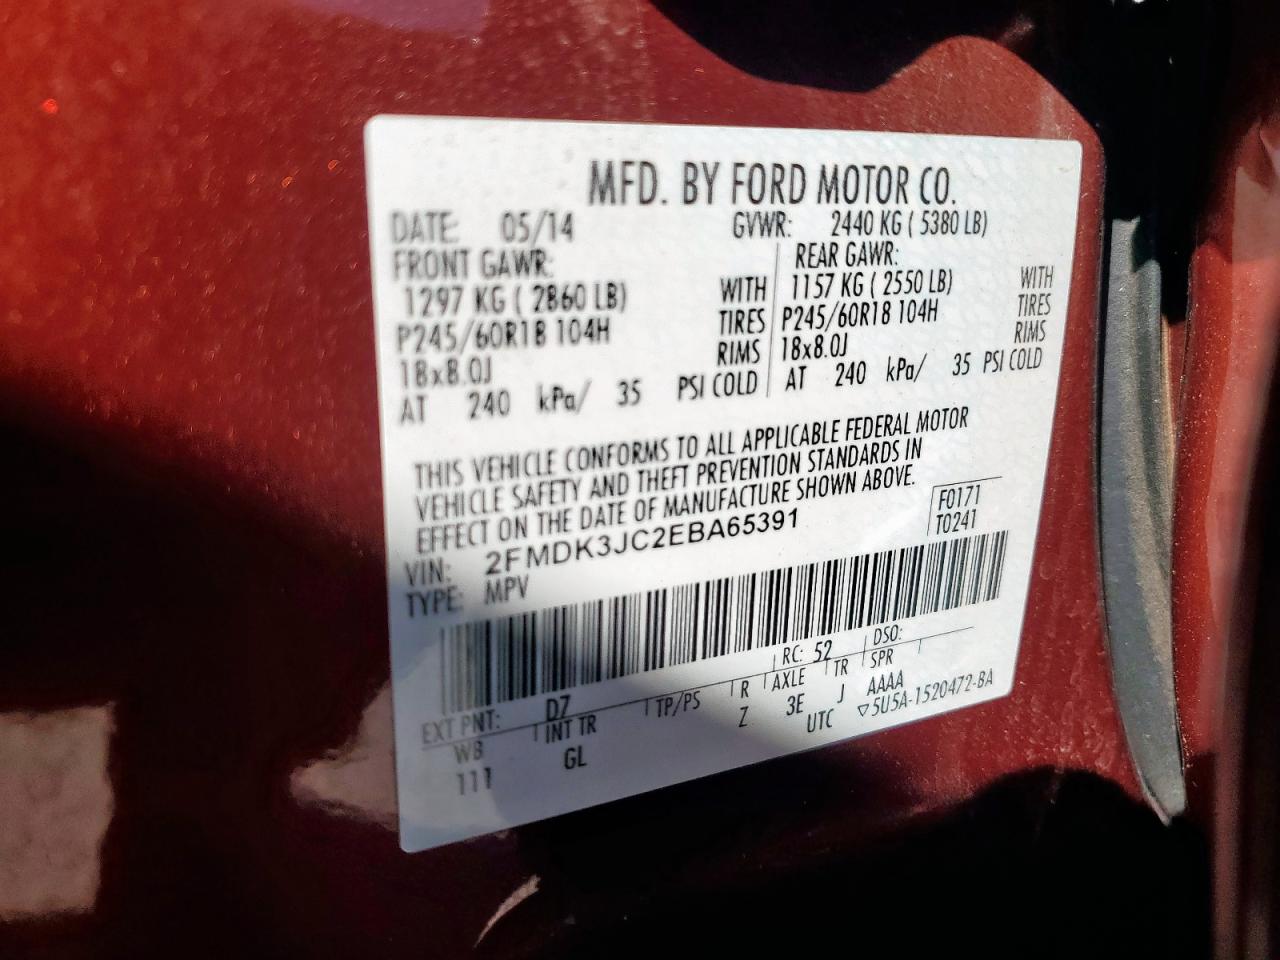 MFD. BY FORD MOTOR CO.
DATE: 05/14 GVWR: 2440 KG ( 5380 LB)
FRONT GAWR: REAR GAWR:
1297 KG ( 2860 LB) WITH 1157 KG ( 2550 LB) WITH
P245/60R18 104H TIRES P245/60R18 104H TIRES
18x8.0J RIMS 18x8.0J RIMS
AT 240 kPa/ 35 PSI COLD AT 240 kPa/ 35 PSI COLD
THIS VEHICLE CONFORMS TO ALL APPLICABLE FEDERAL MOTOR
VEHICLE SAFETY AND THEFT PREVENTION STANDARDS IN
EFFECT ON THE DATE OF MANUFACTURE SHOWN ABOVE.
F0171
T0241
VIN: 2FMDK3JC2EBA65391
TYPE: MPV
EXT PNT: DZ RC: 52 DSO:
WB INT TR TP/PS R AXLE TR SPR
111 GL Z 3E J AAAA
UTC ▽5U5A-1520472-BA